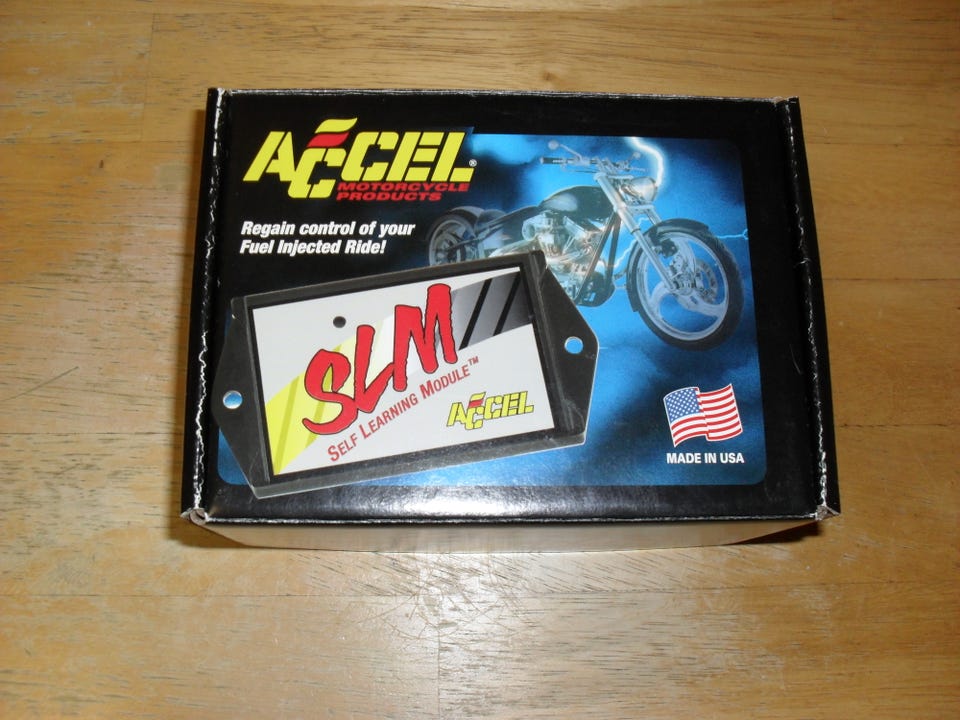 ACCEL®
MOTORCYCLE
PRODUCTS
Regain control of your
Fuel Injected Ride!
SLM
SELF LEARNING MODULE™
ACCEL
MADE IN USA